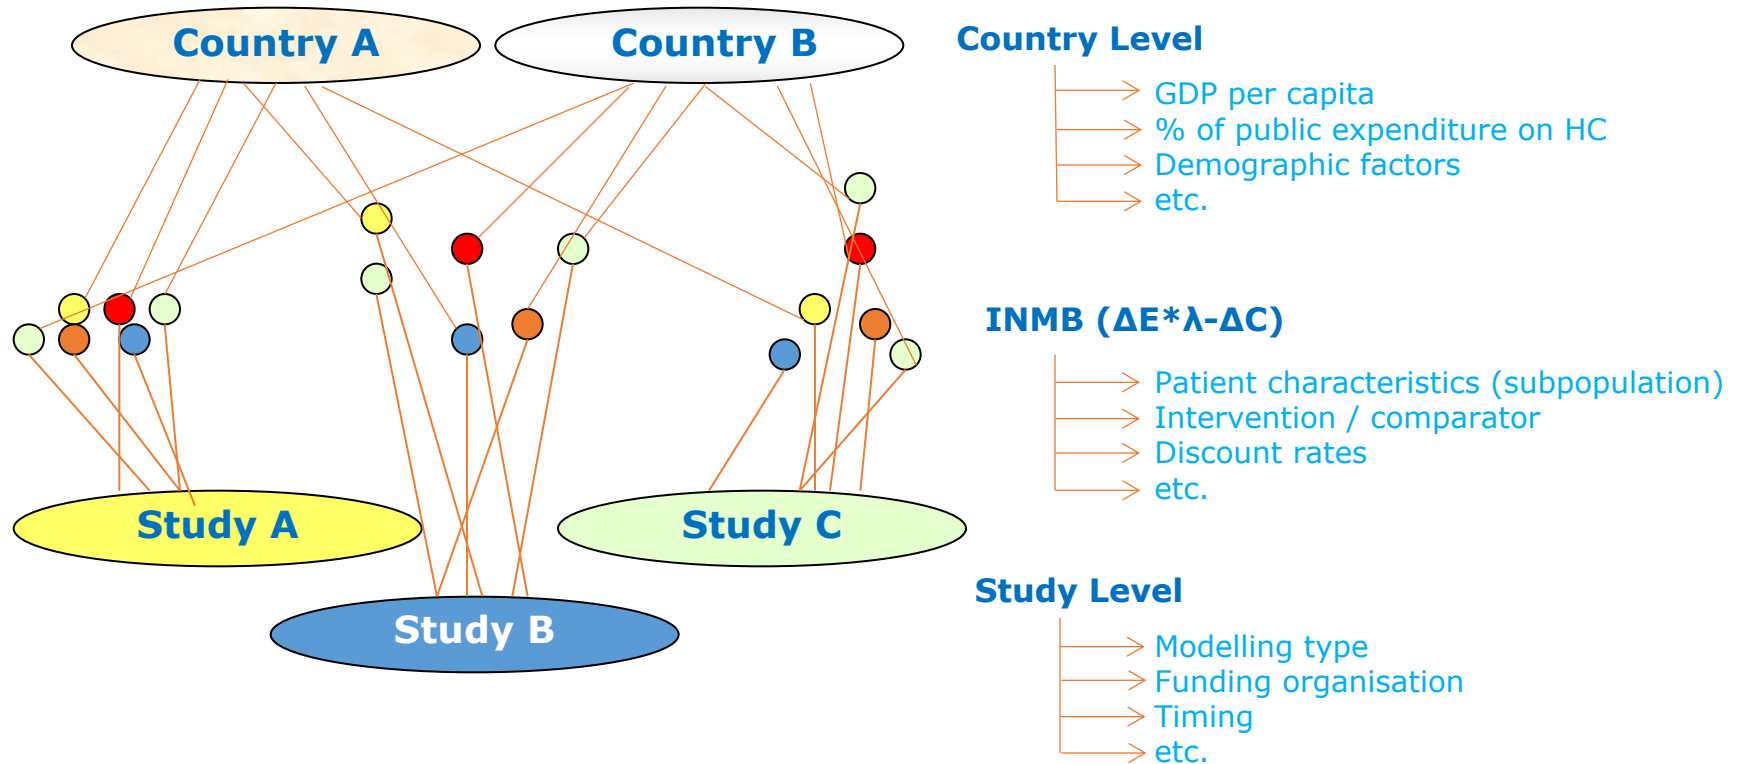 Country A
Country B
Country Level
GDP per capita
% of public expenditure on HC
Demographic factors
etc.
INMB (ΔE*λ-ΔC)
Patient characteristics (subpopulation)
Intervention / comparator
Discount rates
etc.
Study A
Study C
Study B
Study Level
Modelling type
Funding organisation
Timing
etc.